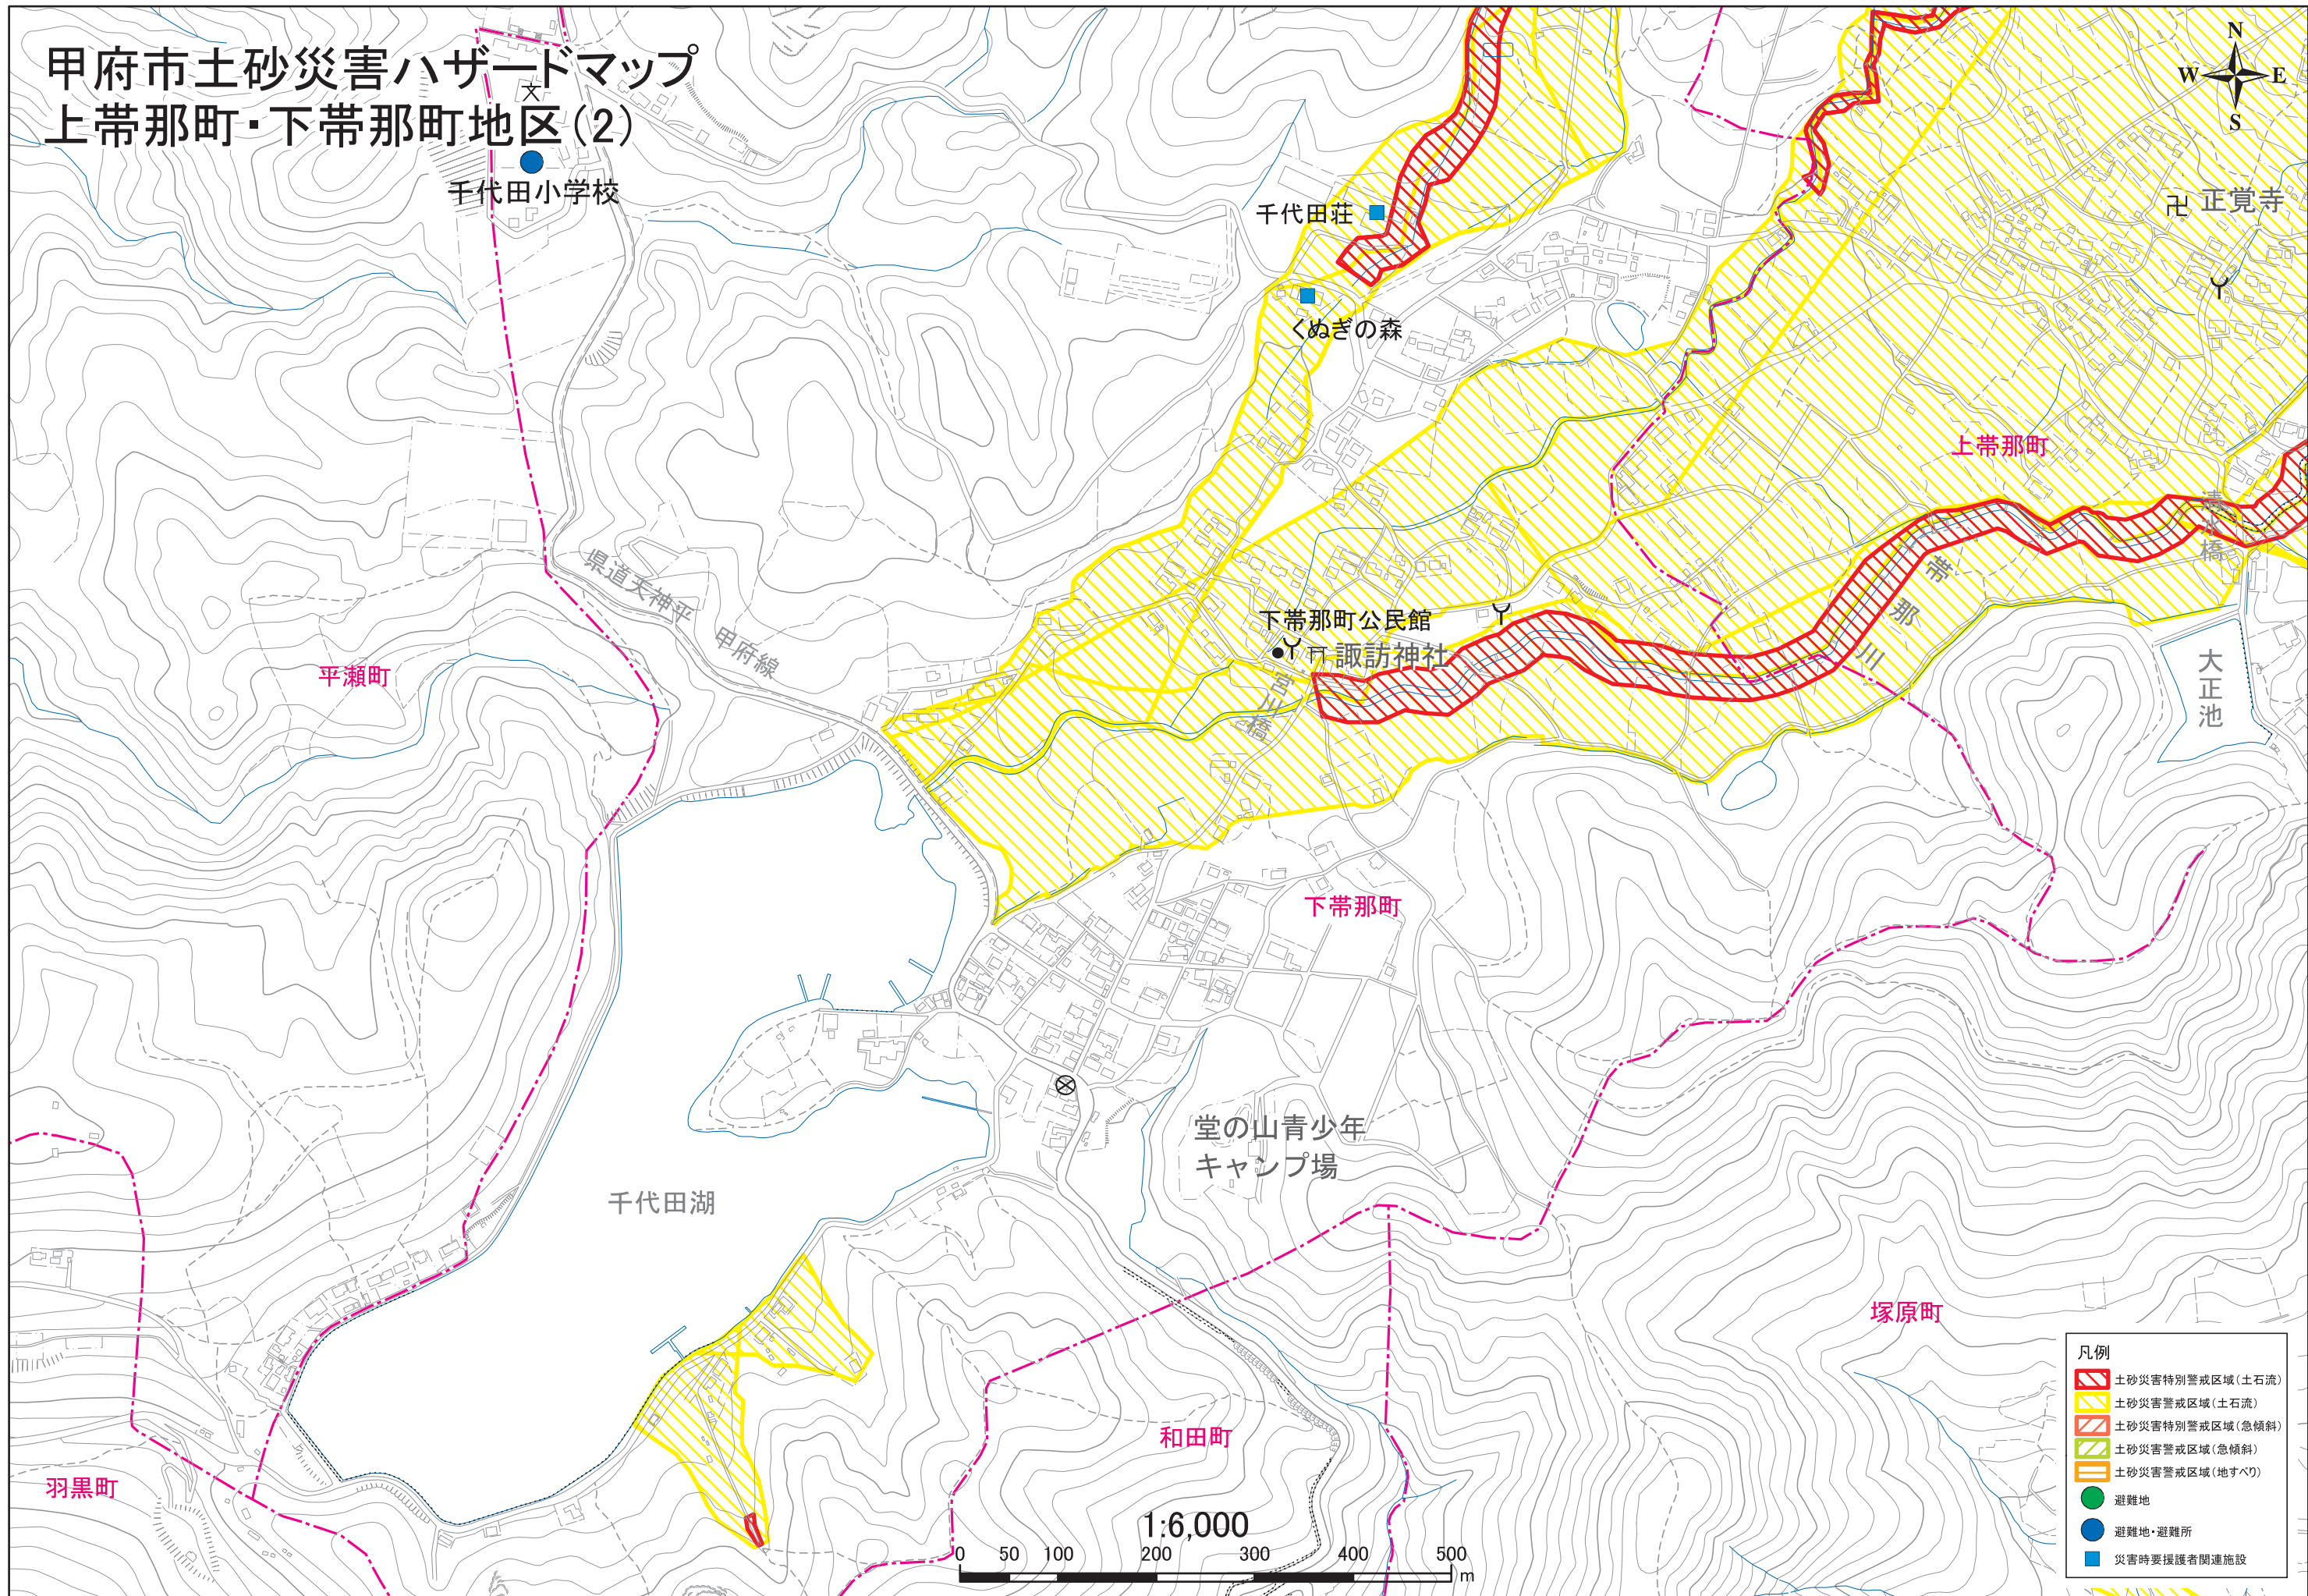 甲府市土砂災害ハザードマップ
上帯那町・下帯那町地区(2)
N
W E
S
文
千代田小学校
千代田荘
卍 正覚寺
くぬぎの森
上帯那町
清水橋
県道天神平 甲府線
帯那川
下帯那町公民館
諏訪神社
宮川橋
平瀬町
大正池
下帯那町
堂の山青少年
キャンプ場
千代田湖
塚原町
和田町
羽黒町
1:6,000
0 50 100 200 300 400 500
m
凡例
土砂災害特別警戒区域(土石流)
土砂災害警戒区域(土石流)
土砂災害特別警戒区域(急傾斜)
土砂災害警戒区域(急傾斜)
土砂災害警戒区域(地すべり)
避難地
避難地・避難所
災害時要援護者関連施設